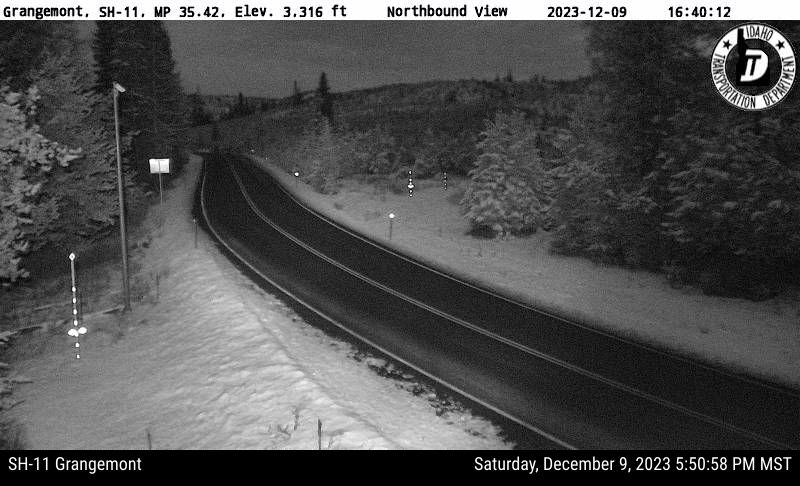 Grangemont, SH-11, MP 35.42, Elev. 3,316 ft Northbound View 2023-12-09 16:40:12
IDAHO
TRANSPORTATION DEPARTMENT
SH-11 Grangemont Saturday, December 9, 2023 5:50:58 PM MST